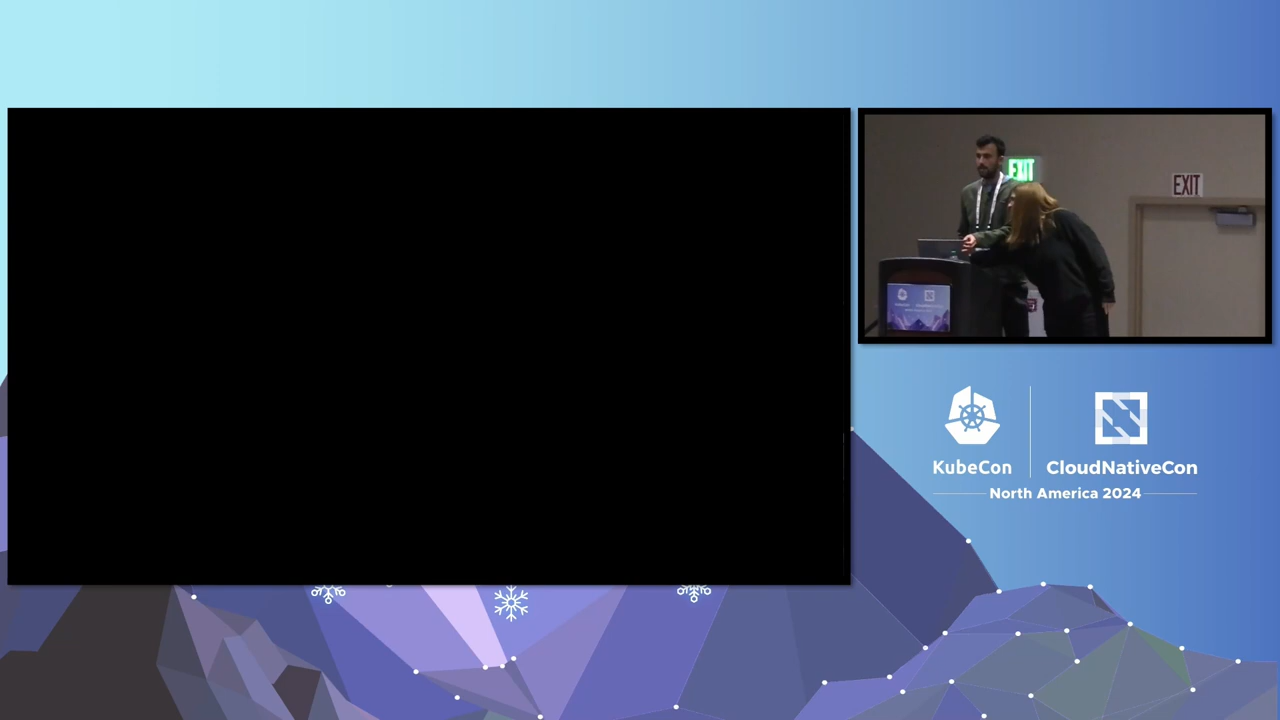 EXIT
EXIT
KubeCon
CloudNativeCon
North America 2024